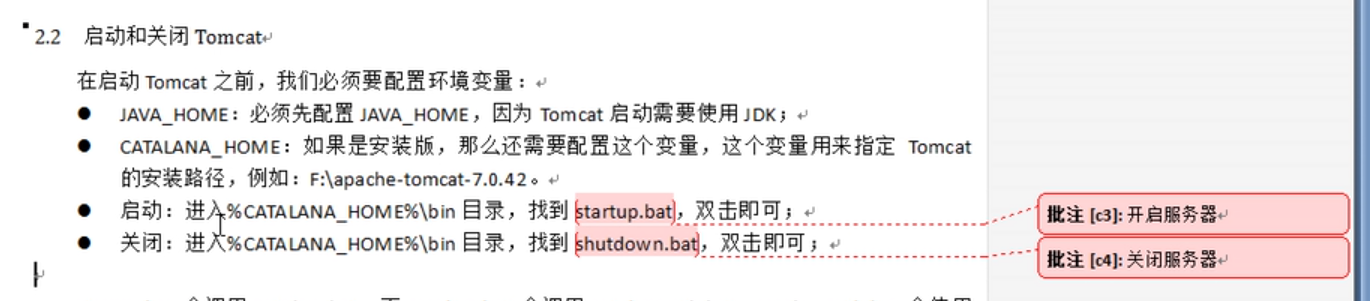 2.2 启动和关闭 Tomcat
在启动 Tomcat 之前，我们必须要配置环境变量：
● JAVA_HOME：必须先配置 JAVA_HOME，因为 Tomcat 启动需要使用 JDK；
● CATALANA_HOME：如果是安装版，那么还需要配置这个变量，这个变量用来指定 Tomcat
的安装路径，例如：F:\apache-tomcat-7.0.42。
● 启动：进入%CATALANA_HOME%\bin 目录，找到 startup.bat，双击即可；
批注 [c3]: 开启服务器
● 关闭：进入%CATALANA_HOME%\bin 目录，找到 shutdown.bat，双击即可；
批注 [c4]: 关闭服务器